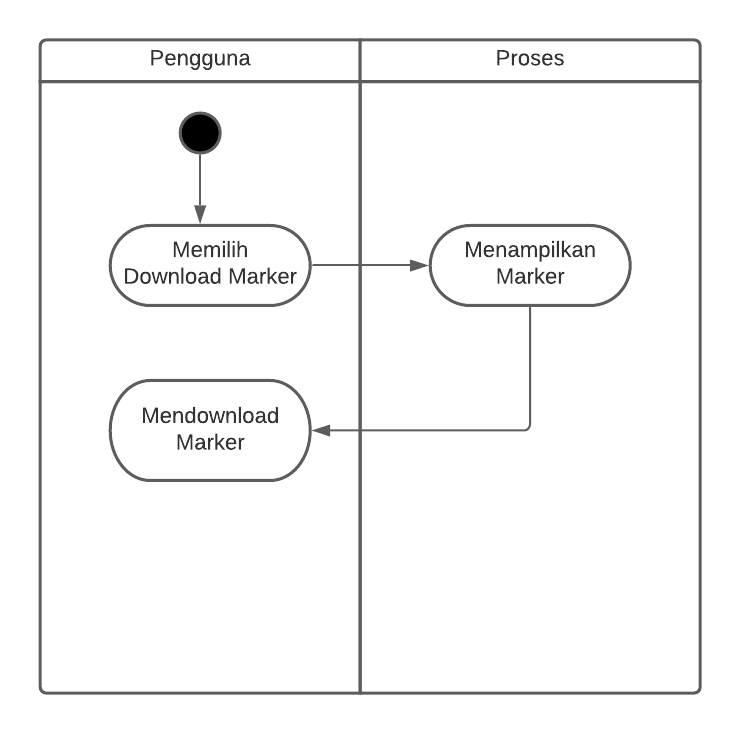 Pengguna
Proses
Memilih
Download Marker
Menampilkan
Marker
Mendownload
Marker